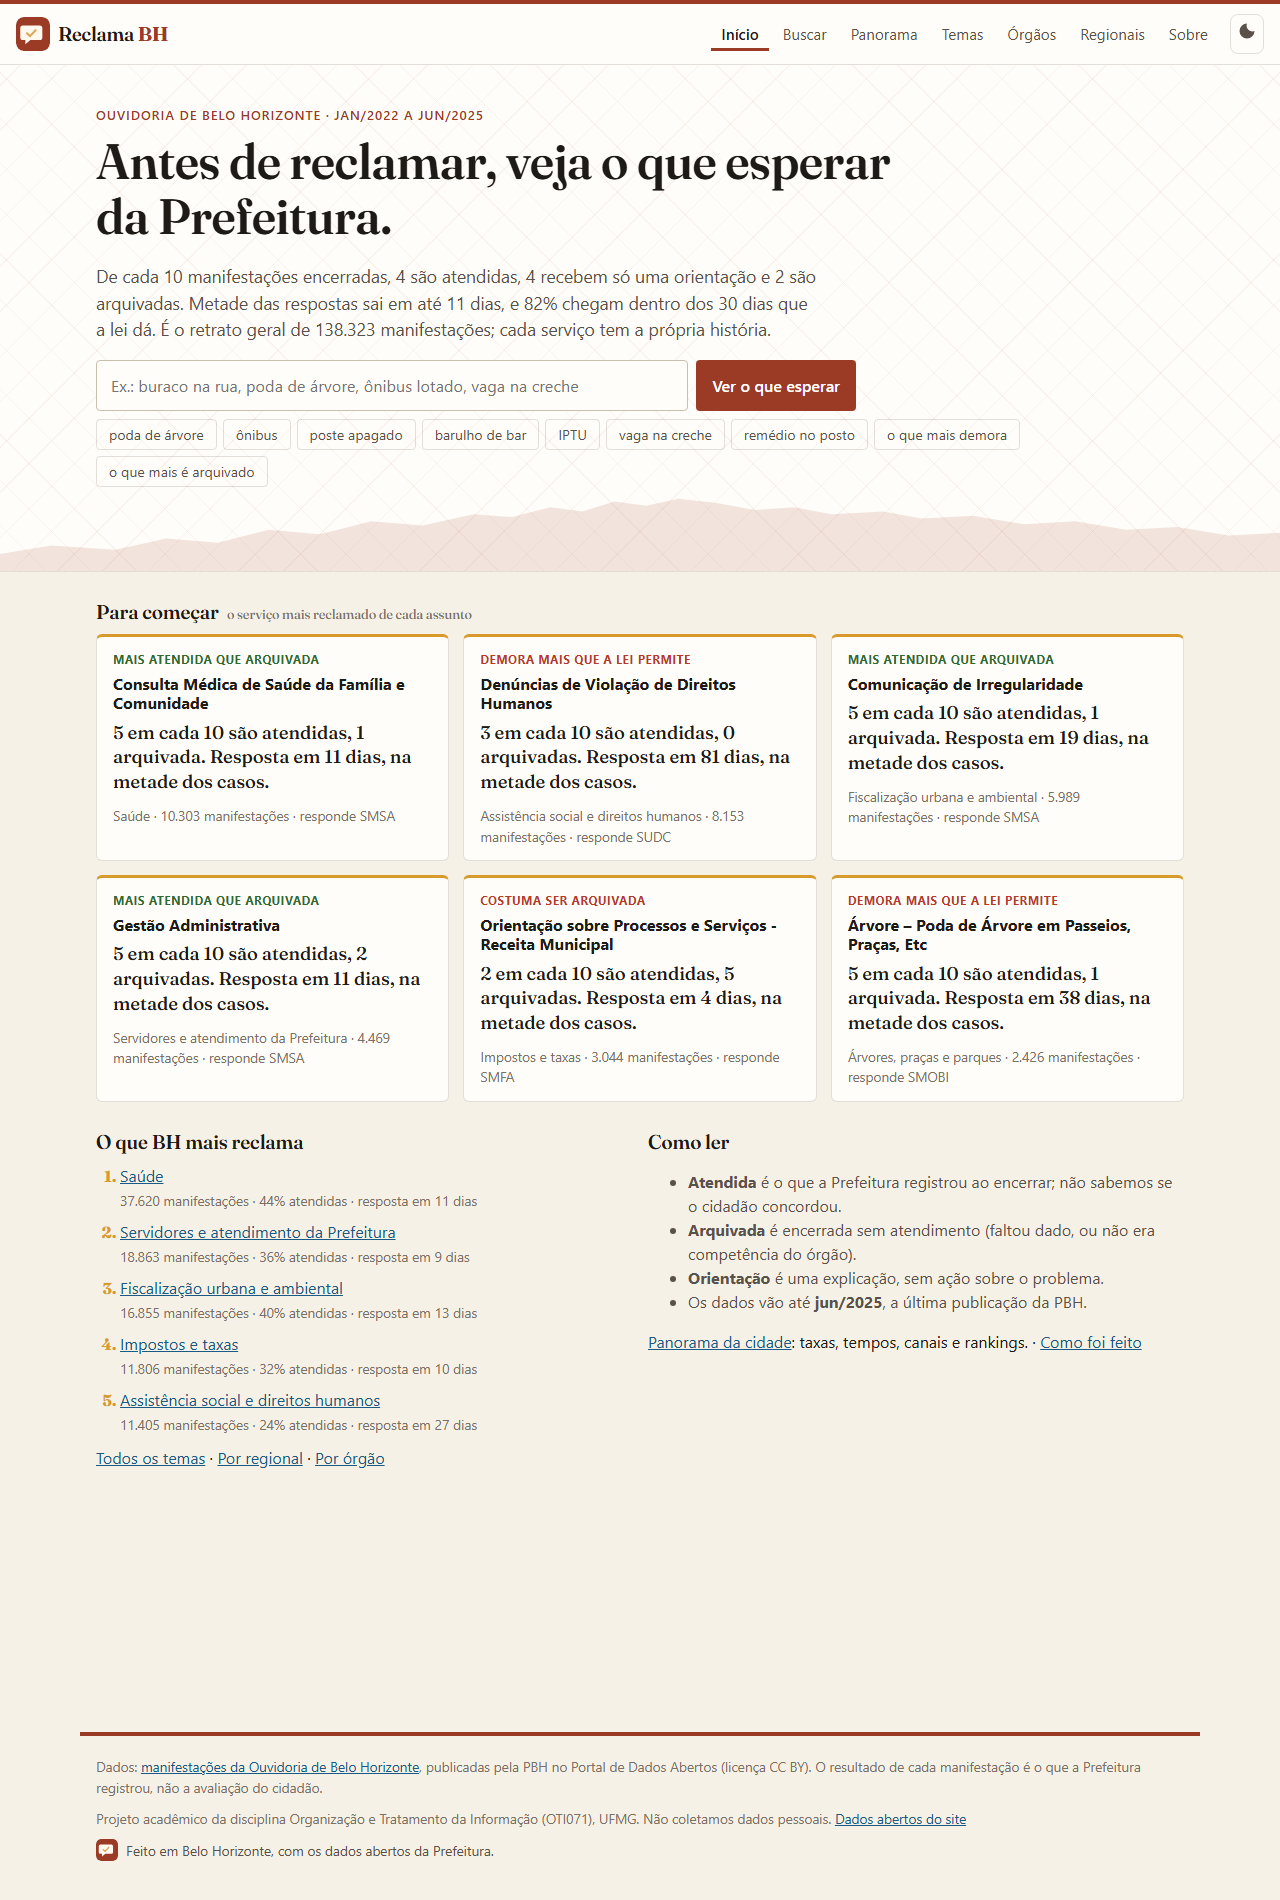 Reclama BH
Início
Buscar
Panorama
Temas
Órgãos
Regionais
Sobre
OUVIDORIA DE BELO HORIZONTE · JAN/2022 A JUN/2025
Antes de reclamar, veja o que esperar
da Prefeitura.
De cada 10 manifestações encerradas, 4 são atendidas, 4 recebem só uma orientação e 2 são
arquivadas. Metade das respostas sai em até 11 dias, e 82% chegam dentro dos 30 dias que
a lei dá. É o retrato geral de 138.323 manifestações; cada serviço tem a própria história.
Ex.: buraco na rua, poda de árvore, ônibus lotado, vaga na creche
Ver o que esperar
poda de árvore
ônibus
poste apagado
barulho de bar
IPTU
vaga na creche
remédio no posto
o que mais demora
o que mais é arquivado
Para começar o serviço mais reclamado de cada assunto
MAIS ATENDIDA QUE ARQUIVADA
Consulta Médica de Saúde da Família e
Comunidade
5 em cada 10 são atendidas, 1
arquivada. Resposta em 11 dias, na
metade dos casos.
Saúde · 10.303 manifestações · responde SMSA
DEMORA MAIS QUE A LEI PERMITE
Denúncias de Violação de Direitos
Humanos
3 em cada 10 são atendidas, 0
arquivadas. Resposta em 81 dias, na
metade dos casos.
Assistência social e direitos humanos · 8.153
manifestações · responde SUDC
MAIS ATENDIDA QUE ARQUIVADA
Comunicação de Irregularidade
5 em cada 10 são atendidas, 1
arquivada. Resposta em 19 dias, na
metade dos casos.
Fiscalização urbana e ambiental · 5.989
manifestações · responde SMSA
MAIS ATENDIDA QUE ARQUIVADA
Gestão Administrativa
5 em cada 10 são atendidas, 2
arquivadas. Resposta em 11 dias, na
metade dos casos.
Servidores e atendimento da Prefeitura · 4.469
manifestações · responde SMSA
COSTUMA SER ARQUIVADA
Orientação sobre Processos e Serviços -
Receita Municipal
2 em cada 10 são atendidas, 5
arquivadas. Resposta em 4 dias, na
metade dos casos.
Impostos e taxas · 3.044 manifestações · responde
SMFA
DEMORA MAIS QUE A LEI PERMITE
Árvore – Poda de Árvore em Passeios,
Praças, Etc
5 em cada 10 são atendidas, 1
arquivada. Resposta em 38 dias, na
metade dos casos.
Árvores, praças e parques · 2.426 manifestações ·
responde SMOBI
O que BH mais reclama
1. Saúde
37.620 manifestações · 44% atendidas · resposta em 11 dias
2. Servidores e atendimento da Prefeitura
18.863 manifestações · 36% atendidas · resposta em 9 dias
3. Fiscalização urbana e ambiental
16.855 manifestações · 40% atendidas · resposta em 13 dias
4. Impostos e taxas
11.806 manifestações · 32% atendidas · resposta em 10 dias
5. Assistência social e direitos humanos
11.405 manifestações · 24% atendidas · resposta em 27 dias
Todos os temas · Por regional · Por órgão
Como ler
• Atendida é o que a Prefeitura registrou ao encerrar; não sabemos se
o cidadão concordou.
• Arquivada é encerrada sem atendimento (faltou dado, ou não era
competência do órgão).
• Orientação é uma explicação, sem ação sobre o problema.
• Os dados vão até jun/2025, a última publicação da PBH.
Panorama da cidade: taxas, tempos, canais e rankings. · Como foi feito
Dados: manifestações da Ouvidoria de Belo Horizonte, publicadas pela PBH no Portal de Dados Abertos (licença CC BY). O resultado de cada manifestação é o que a Prefeitura
registrou, não a avaliação do cidadão.
Projeto acadêmico da disciplina Organização e Tratamento da Informação (OTI071), UFMG. Não coletamos dados pessoais. Dados abertos do site
Feito em Belo Horizonte, com os dados abertos da Prefeitura.